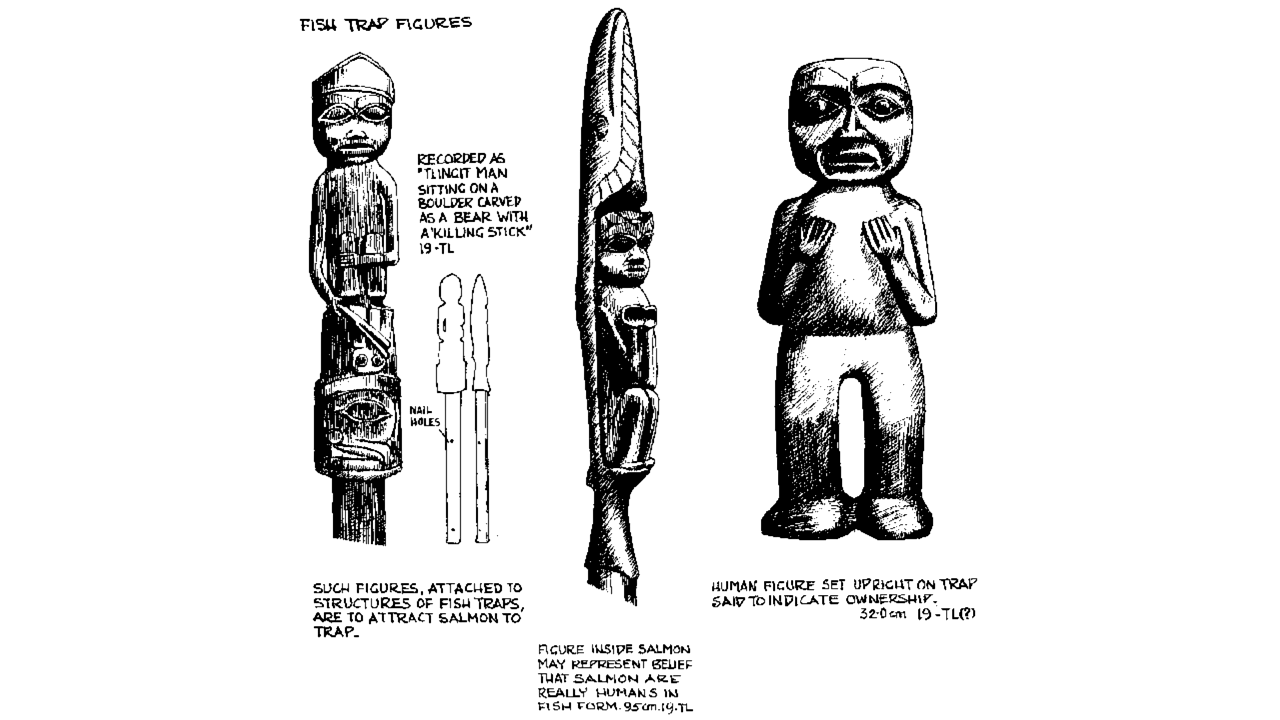 FISH TRAP FIGURES
RECORDED AS
"TLINGIT MAN
SITTING ON A
BOULDER CARVED
AS A BEAR WITH
A 'KILLING STICK"
19-TL
NAIL
HOLES
SUCH FIGURES, ATTACHED TO
STRUCTURES OF FISH TRAPS,
ARE TO ATTRACT SALMON TO
TRAP.
FIGURE INSIDE SALMON
MAY REPRESENT BELIEF
THAT SALMON ARE
REALLY HUMANS IN
FISH FORM. 95cm. 19-TL
HUMAN FIGURE SET UPRIGHT ON TRAP
SAID TO INDICATE OWNERSHIP.
32.0cm 19-TL(?)